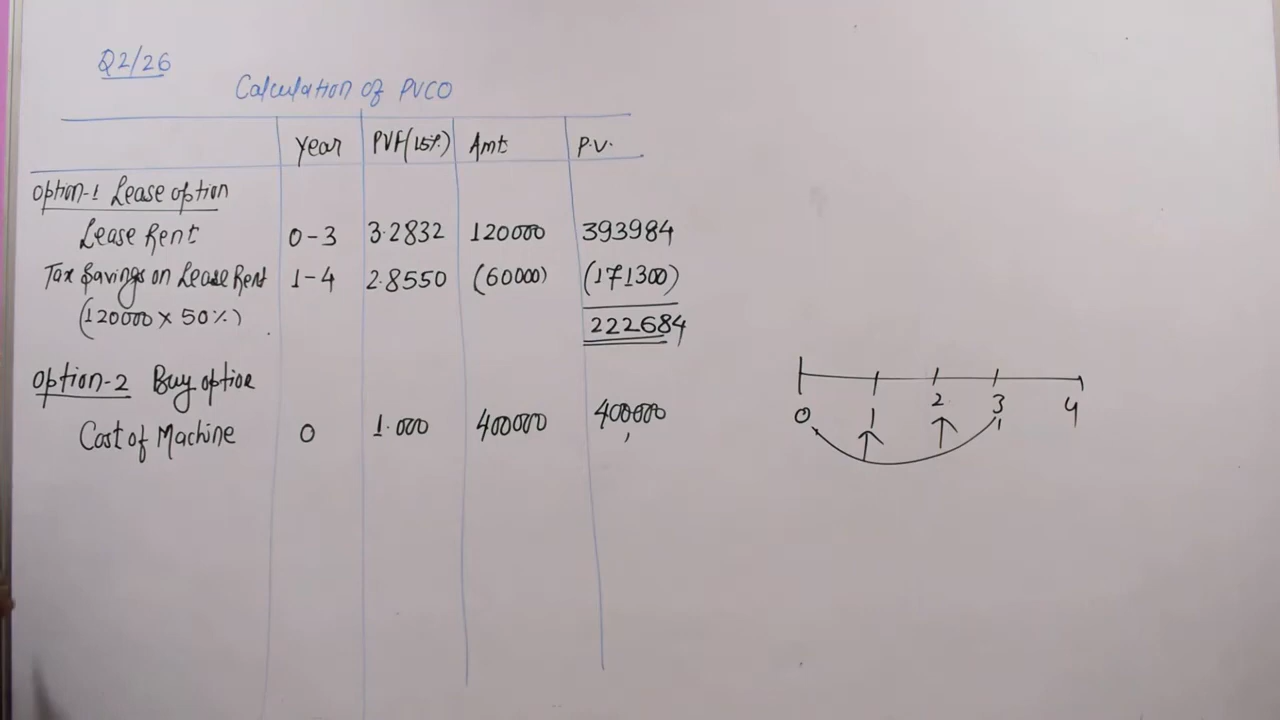 Q2/26
Calculation of PVCO
Year PVF(15%) Amt P.V.
Option-1 Lease option
Lease Rent 0-3 3.2832 120000 393984
Tax Savings on Lease Rent 1-4 2.8550 (60000) (171300)
(120000 x 50%) 222684
Option-2 Buy option
Cost of Machine 0 1.000 400000 400000
0 1 2 3 4